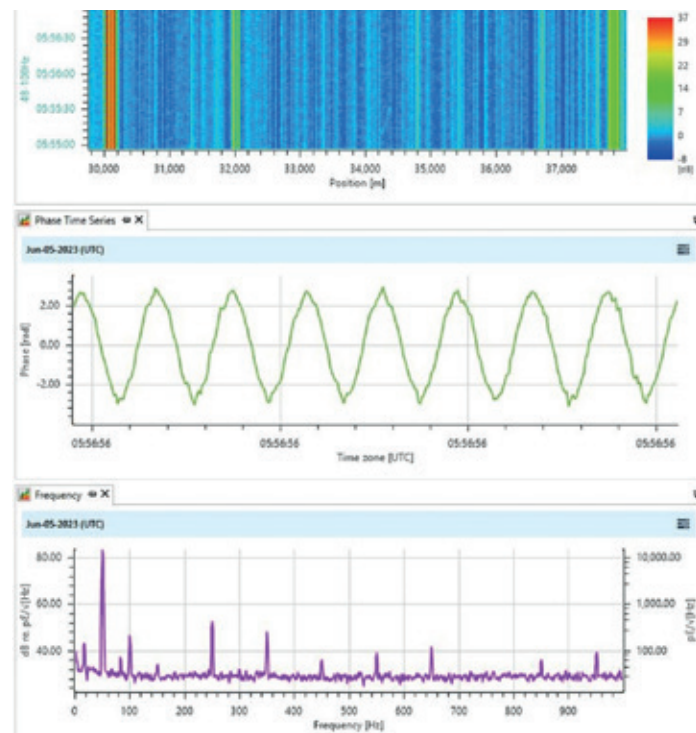 37
29
22
14
7
0
-8
[dB]
48-100Hz
05:56:30
05:56:00
05:55:30
05:55:00
30,000 31,000 32,000 33,000 34,000 35,000 36,000 37,000
Position [m]
Phase Time Series
Jun-05-2023 (UTC)
Phase [rad]
2.00
0.00
-2.00
05:56:56 05:56:56 05:56:56 05:56:56
Time zone [UTC]
Frequency
Jun-05-2023 (UTC)
dB re. pε/√[Hz]
80.00 10,000.00
60.00 1,000.00
40.00 100.00
pε/√[Hz]
0 100 200 300 400 500 600 700 800 900
Frequency [Hz]